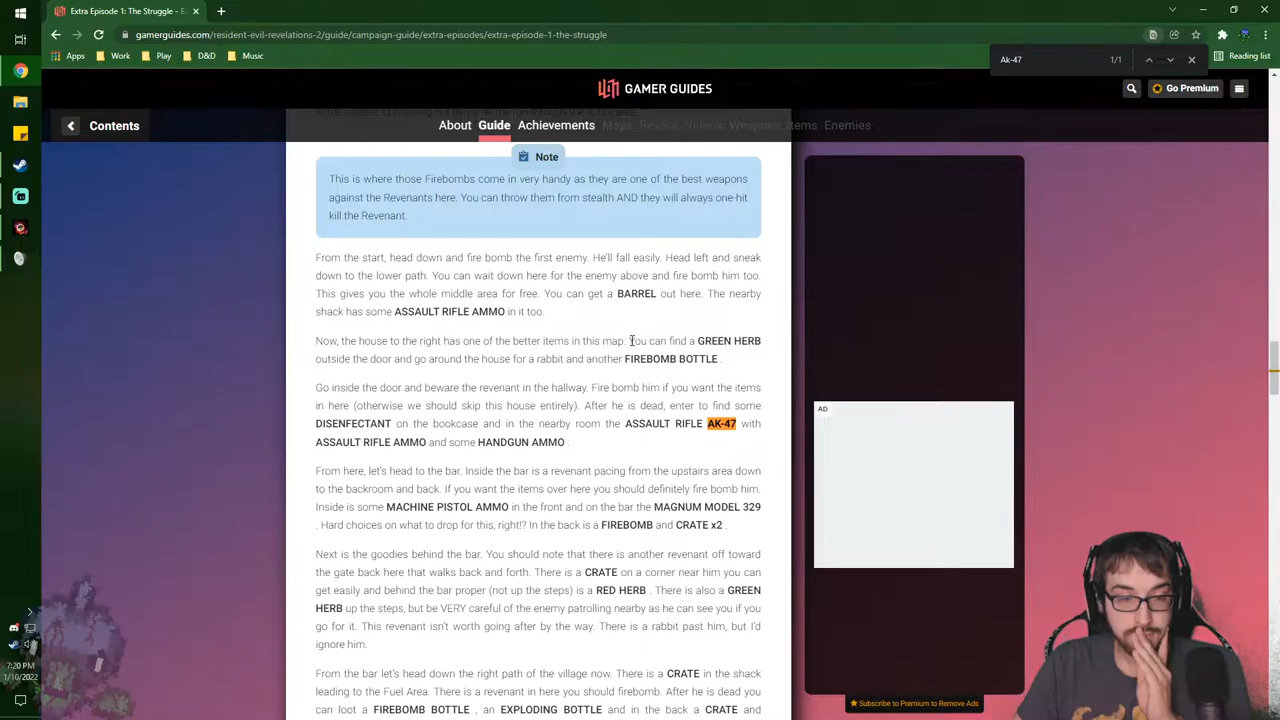 Extra Episode 1: The Struggle - E
gamerguides.com/resident-evil-revelations-2/guide/campaign-guide/extra-episodes/extra-episode-1-the-struggle
Apps Work Play D&D Music
Ak-47 1/1
Reading list
GAMER GUIDES
Go Premium
Contents
About Guide Achievements Maps Review Videos Weapons Items Enemies
Note
This is where those Firebombs come in very handy as they are one of the best weapons
against the Revenants here. You can throw them from stealth AND they will always one-hit
kill the Revenant.
From the start, head down and fire bomb the first enemy. He'll fall easily. Head left and sneak
down to the lower path. You can wait down here for the enemy above and fire bomb him too.
This gives you the whole middle area for free. You can get a BARREL out here. The nearby
shack has some ASSAULT RIFLE AMMO in it too.
Now, the house to the right has one of the better items in this map. You can find a GREEN HERB
outside the door and go around the house for a rabbit and another FIREBOMB BOTTLE .
Go inside the door and beware the revenant in the hallway. Fire bomb him if you want the items
in here (otherwise we should skip this house entirely). After he is dead, enter to find some
DISENFECTANT on the bookcase and in the nearby room the ASSAULT RIFLE AK-47 with
ASSAULT RIFLE AMMO and some HANDGUN AMMO .
From here, let's head to the bar. Inside the bar is a revenant pacing from the upstairs area down
to the backroom and back. If you want the items over here you should definitely fire bomb him.
Inside is some MACHINE PISTOL AMMO in the front and on the bar the MAGNUM MODEL 329
. Hard choices on what to drop for this, right!? In the back is a FIREBOMB and CRATE x2 .
Next is the goodies behind the bar. You should note that there is another revenant off toward
the gate back here that walks back and forth. There is a CRATE on a corner near him you can
get easily and behind the bar proper (not up the steps) is a RED HERB . There is also a GREEN
HERB up the steps, but be VERY careful of the enemy patrolling nearby as he can see you if you
go for it. This revenant isn't worth going after by the way. There is a rabbit past him, but I'd
ignore him.
From the bar let's head down the right path of the village now. There is a CRATE in the shack
leading to the Fuel Area. There is a revenant in here you should firebomb. After he is dead you
can loot a FIREBOMB BOTTLE , an EXPLODING BOTTLE and in the back a CRATE and
AD
Subscribe to Premium to Remove Ads
7:20 PM
1/10/2022